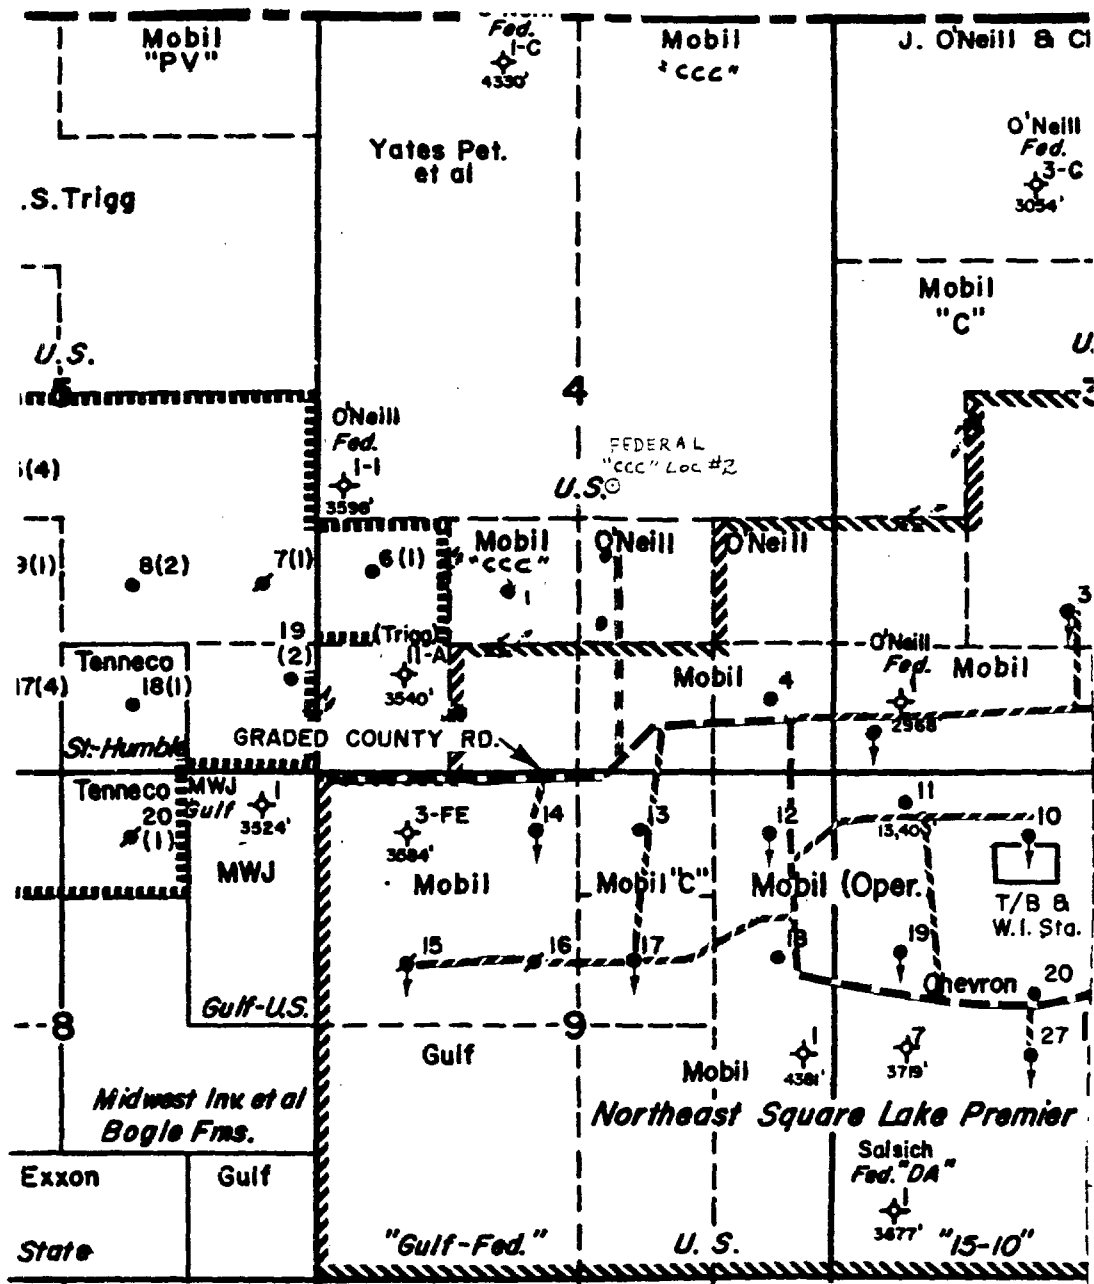 Fed.
1-C
4330'
Mobil
"PV"
Mobil
"CCC"
J. O'Neill & Cl
O'Neill
Fed.
3-C
3054'
Yates Pet.
et al
.S.Trigg
Mobil
"C"
U.S.
U.
5
4
3
O'Neill
Fed.
1-1
3598'
FEDERAL
"CCC" Loc #2
U.S.
(4)
9(1)
8(2)
7(1)
6(1)
Mobil
"CCC"
1
O'Neill
O'Neill
3
19
(2)
(Trigg)
11-A
3540'
Tenneco
17(4)
18(1)
St.-Humble
Mobil
4
O'Neill
Fed.
1
2968'
Mobil
GRADED COUNTY RD.
Tenneco
20
(1)
MWJ
Gulf
1
3524'
MWJ
3-FE
3584'
14
13
12
11
13,40
10
Mobil
Mobil "C"
Mobil (Oper.
T/B &
W.I. Sta.
15
16
17
18
19
Chevron
20
Gulf-U.S.
8
9
Gulf
Mobil
1
4381'
7
3719'
27
Midwest Inv. et al
Bogle Fms.
Northeast Square Lake Premier
Exxon
Gulf
Salsich
Fed. "DA"
1
3677'
State
"Gulf-Fed."
U.S.
"15-10"